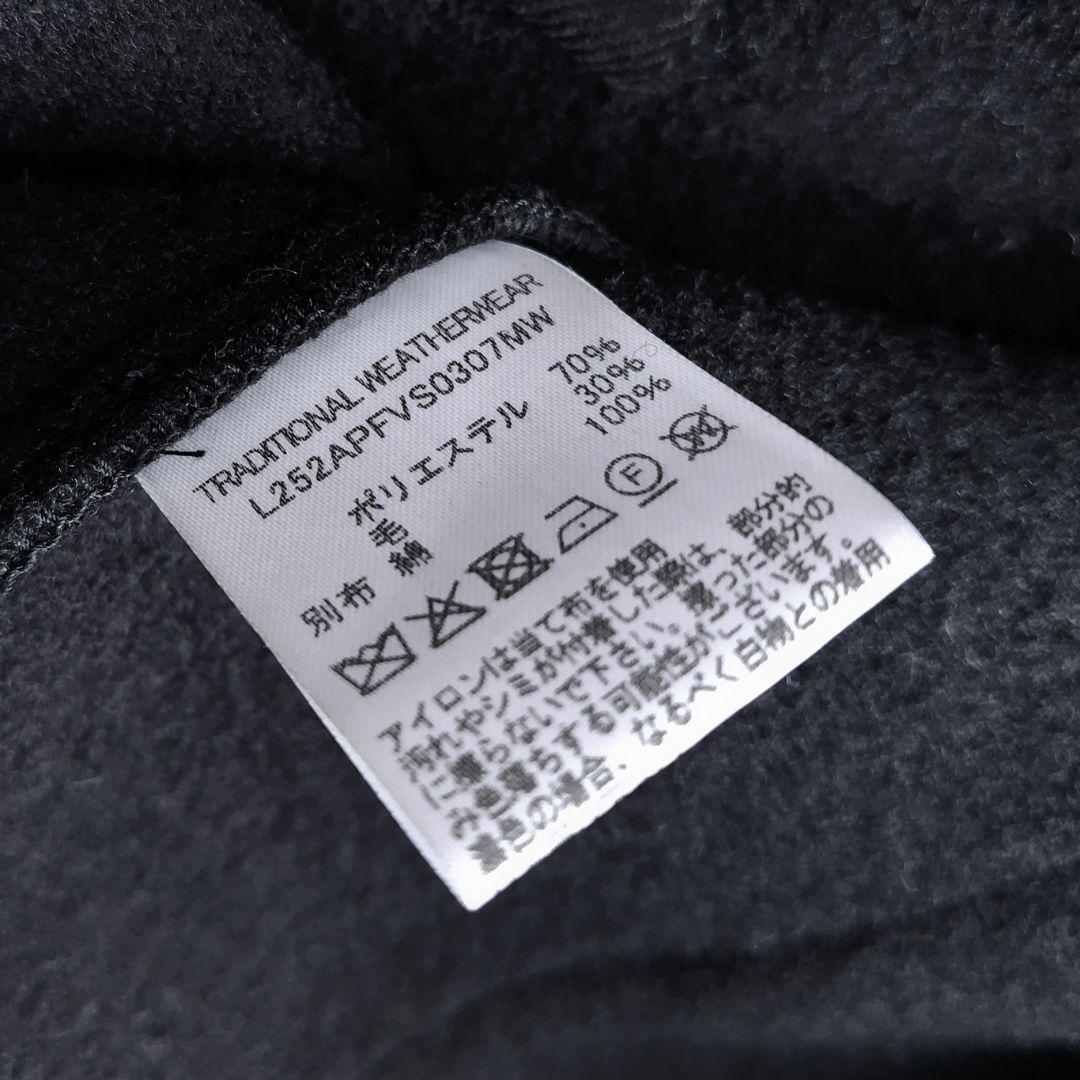 TRADITIONAL WEATHERWEAR
L252APFVS0307MW
ポリエステル 70%
毛 30%
別布 綿 100%
F
アイロンは当て布を使用
汚れやシミが付着した際は、部分的
に擦らないで下さい。擦った部分の
み色落ちする可能性がございます。
濃色の場合、なるべく白物との着用